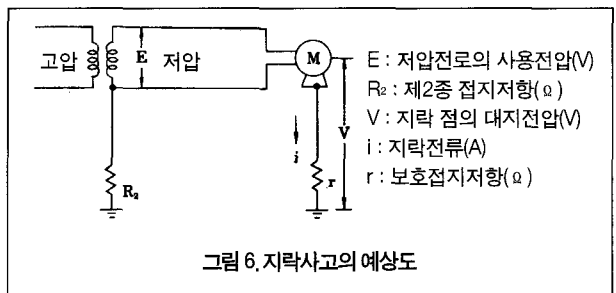 고압
E
저압
M
V
i
r
R₂
E : 저압전로의 사용전압(V)
R₂ : 제2종 접지저항(Ω)
V : 지락 점의 대지전압(V)
i : 지락전류(A)
r : 보호접지저항(Ω)
그림 6. 지락사고의 예상도